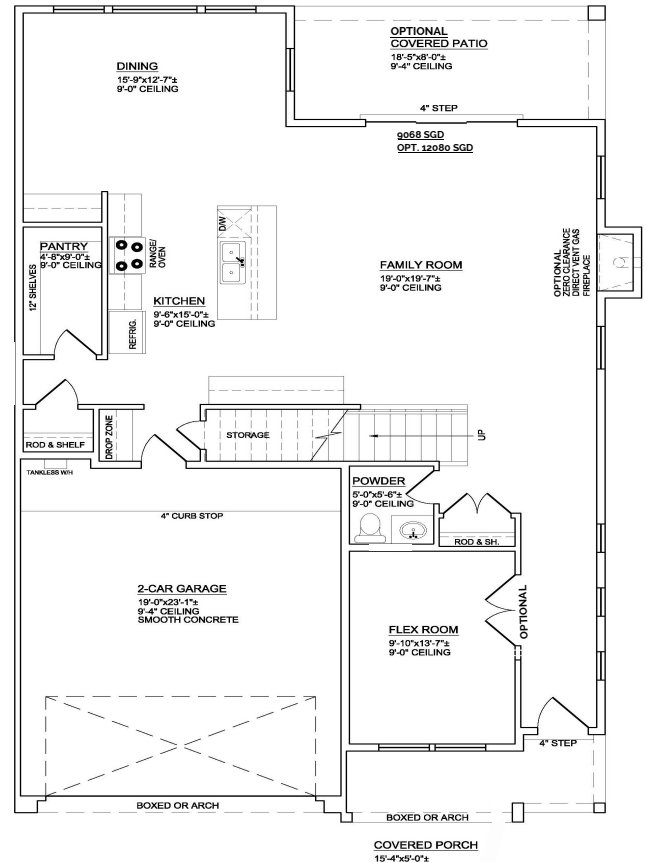 OPTIONAL
COVERED PATIO
18'-5"x8'-0"±
9'-4" CEILING
DINING
15'-9"x12'-7"±
9'-0" CEILING
4" STEP
9068 SGD
OPT. 12080 SGD
D/W
PANTRY
4'-8"x9'-0"±
9'-0" CEILING
12" SHELVES
RANGE/
OVEN
FAMILY ROOM
19'-0"x19'-7"±
9'-0" CEILING
OPTIONAL
ZERO CLEARANCE
DIRECT VENT GAS
FIREPLACE
KITCHEN
9'-6"x15'-0"±
9'-0" CEILING
REFRIG.
ROD & SHELF
DROP ZONE
STORAGE
UP
TANKLESS W/H
POWDER
5'-0"x5'-6"±
9'-0" CEILING
4" CURB STOP
ROD & SH.
2-CAR GARAGE
19'-0"x23'-1"±
9'-4" CEILING
SMOOTH CONCRETE
FLEX ROOM
9'-10"x13'-7"±
9'-0" CEILING
OPTIONAL
4" STEP
BOXED OR ARCH
BOXED OR ARCH
COVERED PORCH
15'-4"x5'-0"±